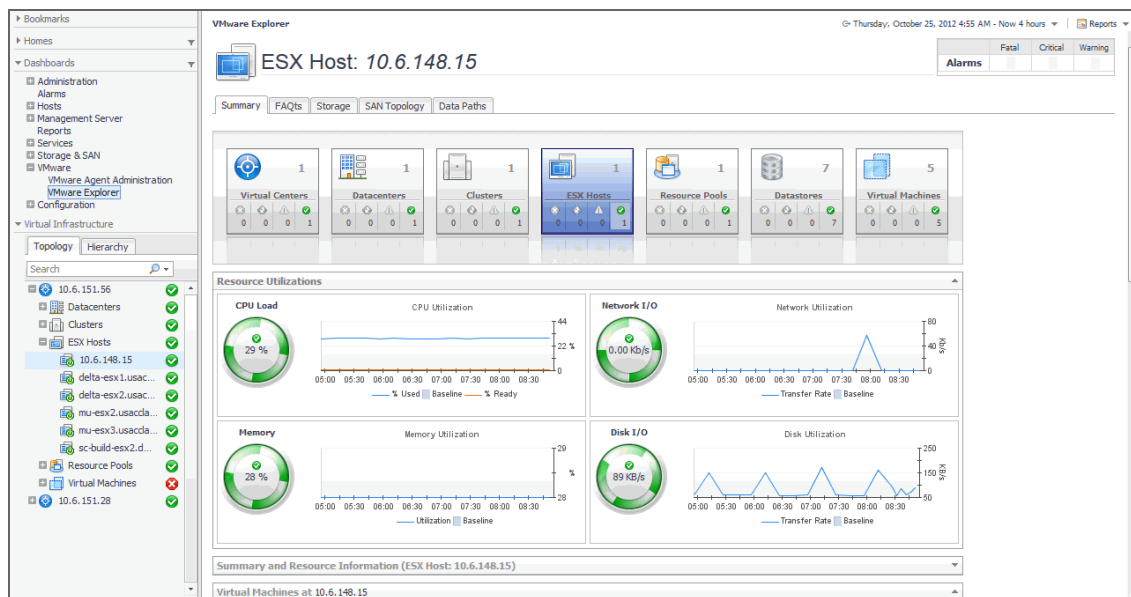 Bookmarks
Homes
Dashboards
Administration
Alarms
Hosts
Management Server
Reports
Services
Storage & SAN
VMware
VMware Agent Administration
VMware Explorer
Configuration
Virtual Infrastructure
Topology Hierarchy
Search
10.6.151.56
Datacenters
Clusters
ESX Hosts
10.6.148.15
delta-esx1.usac...
delta-esx2.usac...
mu-esx2.usaccla...
mu-esx3.usaccla...
sc-build-esx2.d...
Resource Pools
Virtual Machines
10.6.151.28
VMware Explorer
Thursday, October 25, 2012 4:55 AM - Now 4 hours Reports
ESX Host: 10.6.148.15
Fatal Critical Warning
Alarms
Summary FAQts Storage SAN Topology Data Paths
1 1 1 1 1 7 5
Virtual Centers Datacenters Clusters ESX Hosts Resource Pools Datastores Virtual Machines
0 0 0 1 0 0 0 1 0 0 0 1 0 0 0 1 0 0 0 1 0 0 0 7 0 0 0 5
Resource Utilizations
CPU Load CPU Utilization
44
29 %
22 %
0
05:00 05:30 06:00 06:30 07:00 07:30 08:00 08:30
% Used Baseline % Ready
Network I/O Network Utilization
80
0.00 Kb/s
40 Kb/s
0
05:00 05:30 06:00 06:30 07:00 07:30 08:00 08:30
Transfer Rate Baseline
Memory Memory Utilization
29
28 %
%
28
05:00 05:30 06:00 06:30 07:00 07:30 08:00 08:30
Utilization Baseline
Disk I/O Disk Utilization
250
89 KB/s
150 KB/s
50
05:00 05:30 06:00 06:30 07:00 07:30 08:00 08:30
Transfer Rate Baseline
Summary and Resource Information (ESX Host: 10.6.148.15)
Virtual Machines at 10.6.148.15